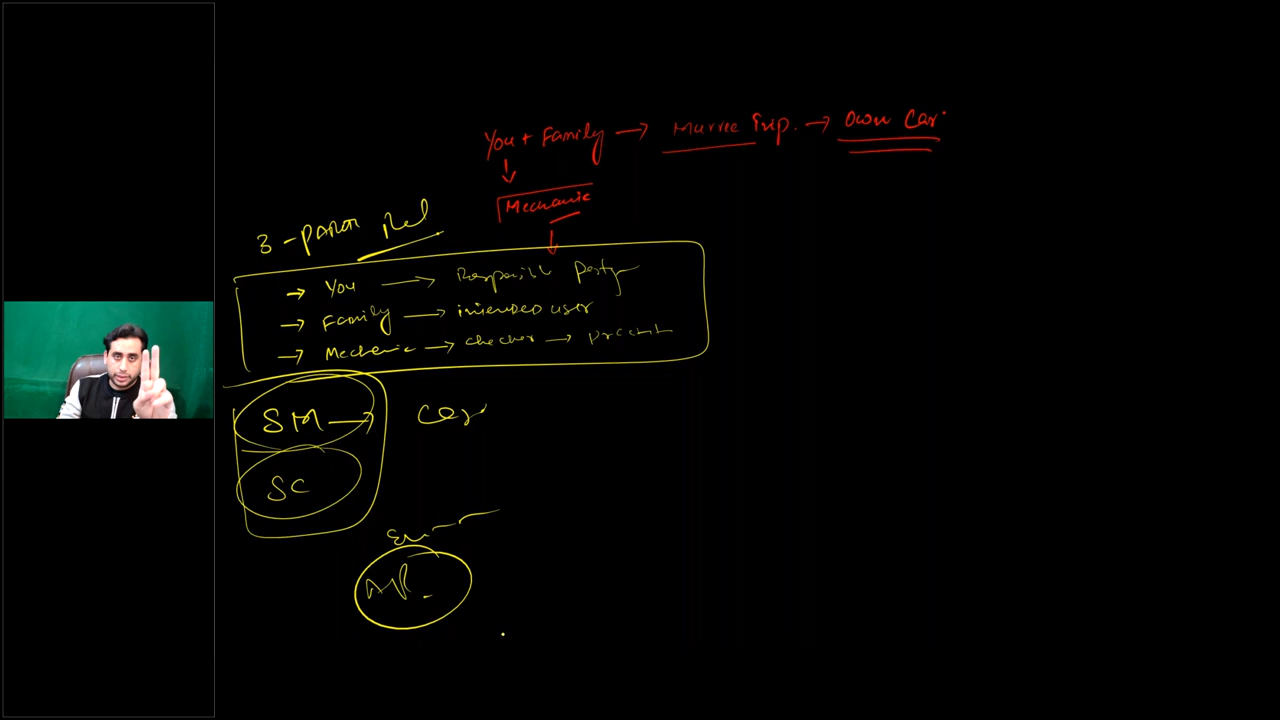 You + Family → Murree Trip. → Own Car.
↓
Mechanic
↓
3 - PARTY Rel
→ You → Responsible Party
→ Family → intended user
→ Mechanic → checker →
SM → Car
SC